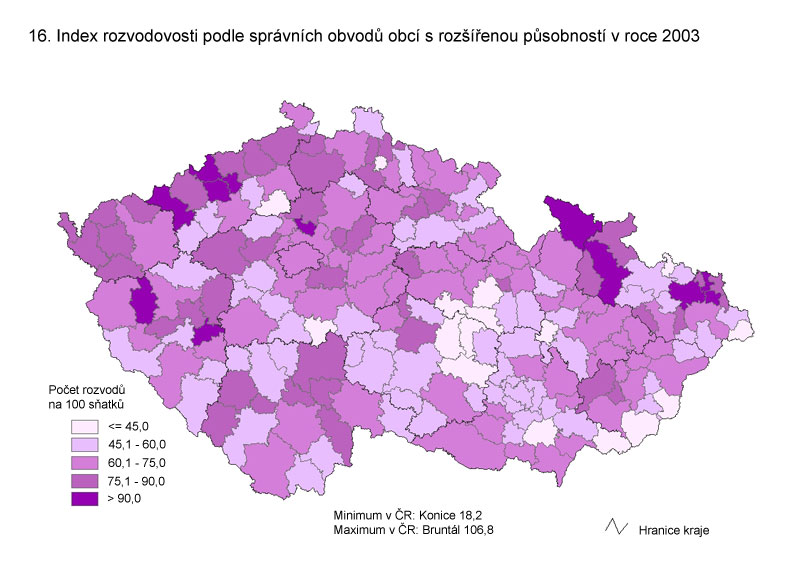 16. Index rozvodovosti podle správních obvodů obcí s rozšířenou působností v roce 2003
Počet rozvodů
na 100 sňatků
<= 45,0
45,1 - 60,0
60,1 - 75,0
75,1 - 90,0
> 90,0
Minimum v ČR: Konice 18,2
Maximum v ČR: Bruntál 106,8
Hranice kraje